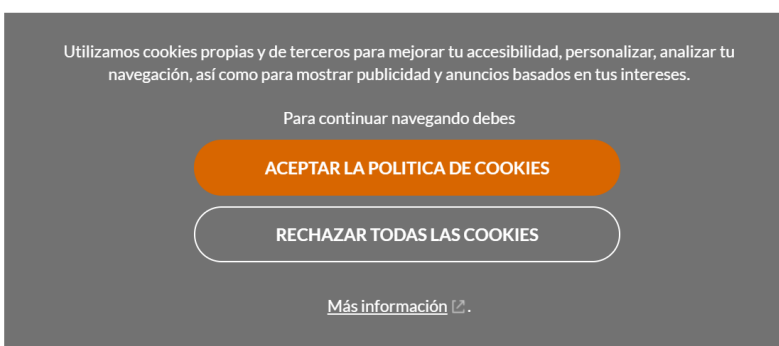 Utilizamos cookies propias y de terceros para mejorar tu accesibilidad, personalizar, analizar tu
navegación, así como para mostrar publicidad y anuncios basados en tus intereses.
Para continuar navegando debes
ACEPTAR LA POLITICA DE COOKIES
RECHAZAR TODAS LAS COOKIES
Más información .